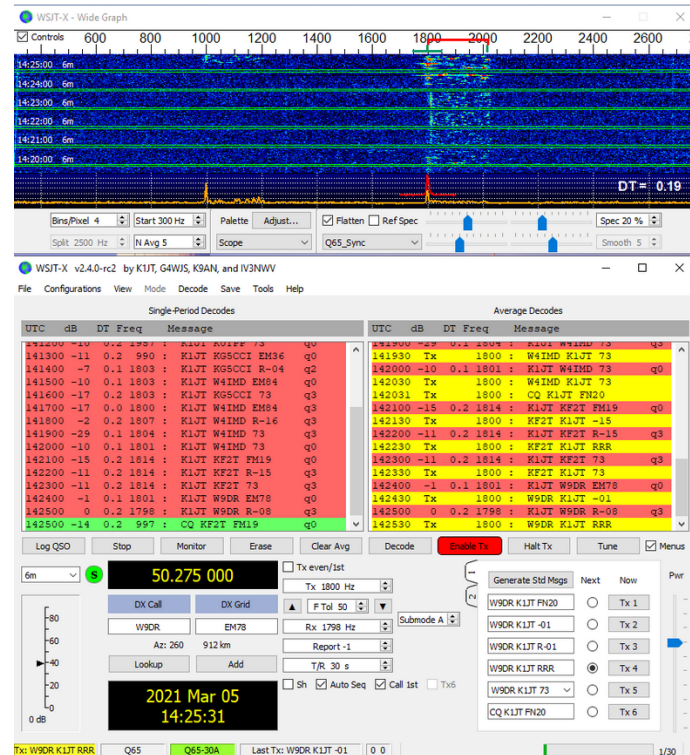 WSJT-X - Wide Graph
Controls 600 800 1000 1200 1400 1600 1800 2000 2200 2400 2600
14:25:00 6m
14:24:00 6m
14:23:00 6m
14:22:00 6m
14:21:00 6m
14:20:00 6m
DT= 0.19
Bins/Pixel 4 Start 300 Hz Palette Adjust... Flatten Ref Spec Spec 20 %
Split 2500 Hz N Avg 5 Scope Q65_Sync Smooth 5
WSJT-X v2.4.0-rc2 by K1JT, G4WJS, K9AN, and IV3NWV
File Configurations View Mode Decode Save Tools Help
Single-Period Decodes
UTC dB DT Freq Message
141300 -11 0.2 990 : K1JT KG5CCI EM36 q0
141400 -7 0.1 1803 : K1JT KG5CCI R-04 q2
141500 -10 0.1 1803 : K1JT W4IMD EM84 q0
141600 -17 0.2 1803 : K1JT KG5CCI 73 q3
141700 -17 0.0 1800 : K1JT W4IMD EM84 q3
141800 -2 0.2 1807 : K1JT W4IMD R-16 q3
141900 -29 0.1 1804 : K1JT W4IMD 73 q3
142000 -10 0.1 1801 : K1JT W4IMD 73 q0
142100 -15 0.2 1814 : K1JT KF2T FM19 q0
142200 -11 0.2 1814 : K1JT KF2T R-15 q3
142300 -11 0.2 1814 : K1JT KF2T 73 q3
142400 -1 0.1 1801 : K1JT W9DR EM78 q0
142500 0 0.2 1798 : K1JT W9DR R-08 q3
142500 -14 0.2 997 : CQ KF2T FM19 q0
Average Decodes
UTC dB DT Freq Message
141900 -29 0.1 1804 : K1JT W4IMD 73 q3
141930 Tx 1800 : W4IMD K1JT 73
142000 -10 0.1 1801 : K1JT W4IMD 73 q0
142030 Tx 1800 : W4IMD K1JT 73
142031 Tx 1800 : CQ K1JT FN20
142100 -15 0.2 1814 : K1JT KF2T FM19 q0
142130 Tx 1800 : KF2T K1JT -15
142200 -11 0.2 1814 : K1JT KF2T R-15 q3
142230 Tx 1800 : KF2T K1JT RRR
142300 -11 0.2 1814 : K1JT KF2T 73 q3
142330 Tx 1800 : KF2T K1JT 73
142400 -1 0.1 1801 : K1JT W9DR EM78 q0
142430 Tx 1800 : W9DR K1JT -01
142500 0 0.2 1798 : K1JT W9DR R-08 q3
142530 Tx 1800 : W9DR K1JT RRR
Log QSO Stop Monitor Erase Clear Avg Decode Enable Tx Halt Tx Tune Menus
6m S 50.275 000
DX Call DX Grid
W9DR EM78
Az: 260 912 km
Lookup Add
2021 Mar 05
14:25:31
-80
-60
-40
-20
-0
0 dB
Tx even/1st
Tx 1800 Hz
F Tol 50 Submode A
Rx 1798 Hz
Report -1
T/R 30 s
Sh Auto Seq Call 1st Tx6
1
2
Generate Std Msgs Next Now Pwr
W9DR K1JT FN20 Tx 1
W9DR K1JT -01 Tx 2
W9DR K1JT R-01 Tx 3
W9DR K1JT RRR Tx 4
W9DR K1JT 73 Tx 5
CQ K1JT FN20 Tx 6
Tx: W9DR K1JT RRR Q65 Q65-30A Last Tx: W9DR K1JT -01 0 0 1/30